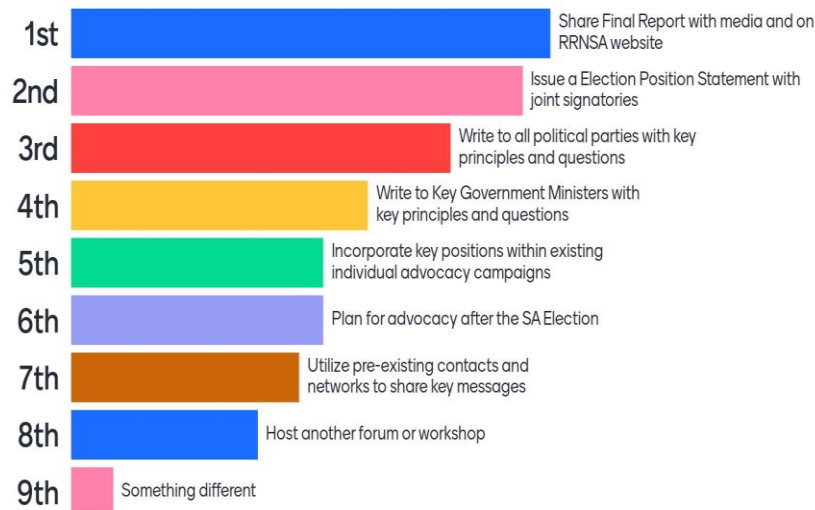 1st
Share Final Report with media and on
RRNSA website
2nd
Issue a Election Position Statement with
joint signatories
3rd
Write to all political parties with key
principles and questions
4th
Write to Key Government Ministers with
key principles and questions
5th
Incorporate key positions within existing
individual advocacy campaigns
6th
Plan for advocacy after the SA Election
7th
Utilize pre-existing contacts and
networks to share key messages
8th
Host another forum or workshop
9th
Something different